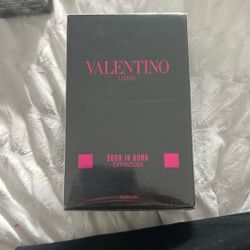 VALENTINO
UOMO
BORN IN ROMA
EXTRADOSE
PARFUM